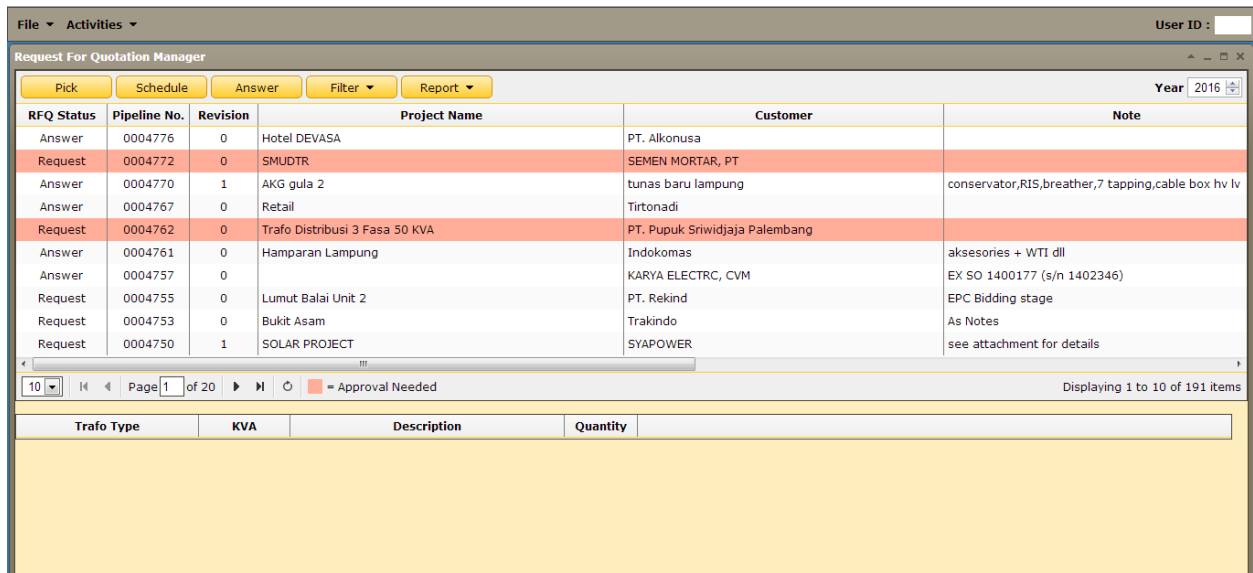 File Activities User ID :
Request For Quotation Manager
Pick Schedule Answer Filter Report Year 2016
RFQ Status Pipeline No. Revision Project Name Customer Note
Answer 0004776 0 Hotel DEVASA PT. Alkonusa
Request 0004772 0 SMUDTR SEMEN MORTAR, PT
Answer 0004770 1 AKG gula 2 tunas baru lampung conservator,RIS,breather,7 tapping,cable box hv lv
Answer 0004767 0 Retail Tirtonadi
Request 0004762 0 Trafo Distribusi 3 Fasa 50 KVA PT. Pupuk Sriwidjaja Palembang
Answer 0004761 0 Hamparan Lampung Indokomas aksesories + WTI dll
Answer 0004757 0 KARYA ELECTRC, CVM EX SO 1400177 (s/n 1402346)
Request 0004755 0 Lumut Balai Unit 2 PT. Rekind EPC Bidding stage
Request 0004753 0 Bukit Asam Trakindo As Notes
Request 0004750 1 SOLAR PROJECT SYAPOWER see attachment for details
10 Page 1 of 20 = Approval Needed Displaying 1 to 10 of 191 items
Trafo Type KVA Description Quantity